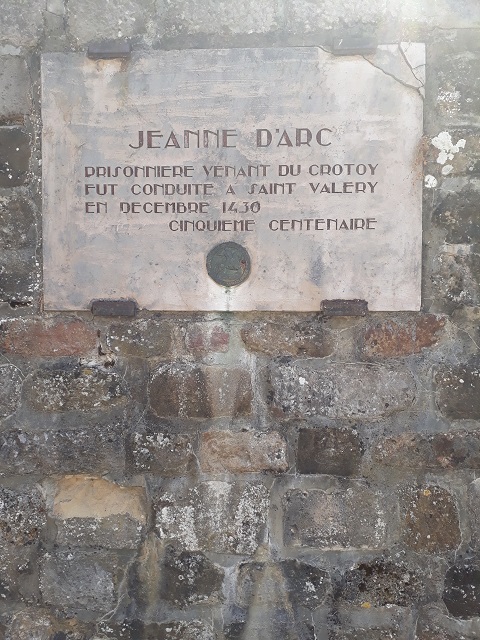 JEANNE D'ARC
PRISONNIERE VENANT DU CROTOY
FUT CONDUITE A SAINT VALERY
EN DECEMBRE 1430
CINQUIEME CENTENAIRE